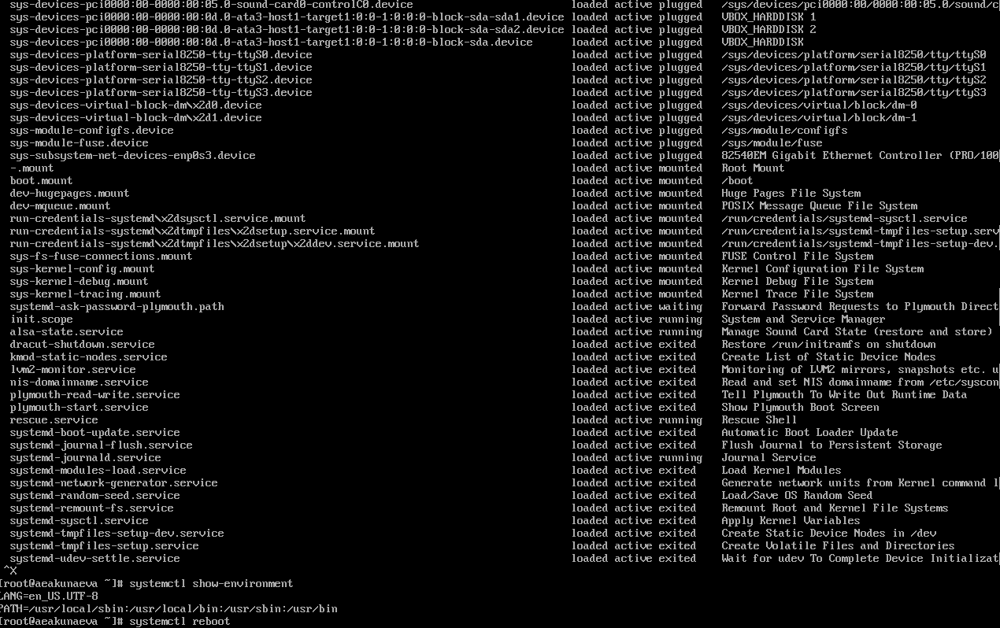 sys-devices-pci0000:00-0000:00:05.0-sound-card0-controlC0.device loaded active plugged /sys/devices/pci0000:00/0000:00:05.0/sound/c
sys-devices-pci0000:00-0000:00:0d.0-ata3-host1-target1:0:0-1:0:0:0-block-sda-sda1.device loaded active plugged VBOX_HARDDISK 1
sys-devices-pci0000:00-0000:00:0d.0-ata3-host1-target1:0:0-1:0:0:0-block-sda-sda2.device loaded active plugged VBOX_HARDDISK 2
sys-devices-pci0000:00-0000:00:0d.0-ata3-host1-target1:0:0-1:0:0:0-block-sda.device loaded active plugged VBOX_HARDDISK
sys-devices-platform-serial8250-tty-ttyS0.device loaded active plugged /sys/devices/platform/serial8250/tty/ttyS0
sys-devices-platform-serial8250-tty-ttyS1.device loaded active plugged /sys/devices/platform/serial8250/tty/ttyS1
sys-devices-platform-serial8250-tty-ttyS2.device loaded active plugged /sys/devices/platform/serial8250/tty/ttyS2
sys-devices-platform-serial8250-tty-ttyS3.device loaded active plugged /sys/devices/platform/serial8250/tty/ttyS3
sys-devices-virtual-block-dm\x2d0.device loaded active plugged /sys/devices/virtual/block/dm-0
sys-devices-virtual-block-dm\x2d1.device loaded active plugged /sys/devices/virtual/block/dm-1
sys-module-configfs.device loaded active plugged /sys/module/configfs
sys-module-fuse.device loaded active plugged /sys/module/fuse
sys-subsystem-net-devices-enp0s3.device loaded active plugged 82540EM Gigabit Ethernet Controller (PRO/100
-.mount loaded active mounted Root Mount
boot.mount loaded active mounted /boot
dev-hugepages.mount loaded active mounted Huge Pages File System
dev-mqueue.mount loaded active mounted POSIX Message Queue File System
run-credentials-systemd\x2dsysctl.service.mount loaded active mounted /run/credentials/systemd-sysctl.service
run-credentials-systemd\x2dtmpfiles\x2dsetup.service.mount loaded active mounted /run/credentials/systemd-tmpfiles-setup.serv
run-credentials-systemd\x2dtmpfiles\x2dsetup\x2ddev.service.mount loaded active mounted /run/credentials/systemd-tmpfiles-setup-dev.
sys-fs-fuse-connections.mount loaded active mounted FUSE Control File System
sys-kernel-config.mount loaded active mounted Kernel Configuration File System
sys-kernel-debug.mount loaded active mounted Kernel Debug File System
sys-kernel-tracing.mount loaded active mounted Kernel Trace File System
systemd-ask-password-plymouth.path loaded active waiting Forward Password Requests to Plymouth Direct
init.scope loaded active running System and Service Manager
alsa-state.service loaded active running Manage Sound Card State (restore and store)
dracut-shutdown.service loaded active exited Restore /run/initramfs on shutdown
kmod-static-nodes.service loaded active exited Create List of Static Device Nodes
lvm2-monitor.service loaded active exited Monitoring of LVM2 mirrors, snapshots etc. u
nis-domainname.service loaded active exited Read and set NIS domainname from /etc/syscon
plymouth-read-write.service loaded active exited Tell Plymouth To Write Out Runtime Data
plymouth-start.service loaded active exited Show Plymouth Boot Screen
rescue.service loaded active running Rescue Shell
systemd-boot-update.service loaded active exited Automatic Boot Loader Update
systemd-journal-flush.service loaded active exited Flush Journal to Persistent Storage
systemd-journald.service loaded active running Journal Service
systemd-modules-load.service loaded active exited Load Kernel Modules
systemd-network-generator.service loaded active exited Generate network units from Kernel command l
systemd-random-seed.service loaded active exited Load/Save OS Random Seed
systemd-remount-fs.service loaded active exited Remount Root and Kernel File Systems
systemd-sysctl.service loaded active exited Apply Kernel Variables
systemd-tmpfiles-setup-dev.service loaded active exited Create Static Device Nodes in /dev
systemd-tmpfiles-setup.service loaded active exited Create Volatile Files and Directories
systemd-udev-settle.service loaded active exited Wait for udev To Complete Device Initializat
^X
[root@aeakunaeva ~]# systemctl show-environment
LANG=en_US.UTF-8
PATH=/usr/local/sbin:/usr/local/bin:/usr/sbin:/usr/bin
[root@aeakunaeva ~]# systemctl reboot